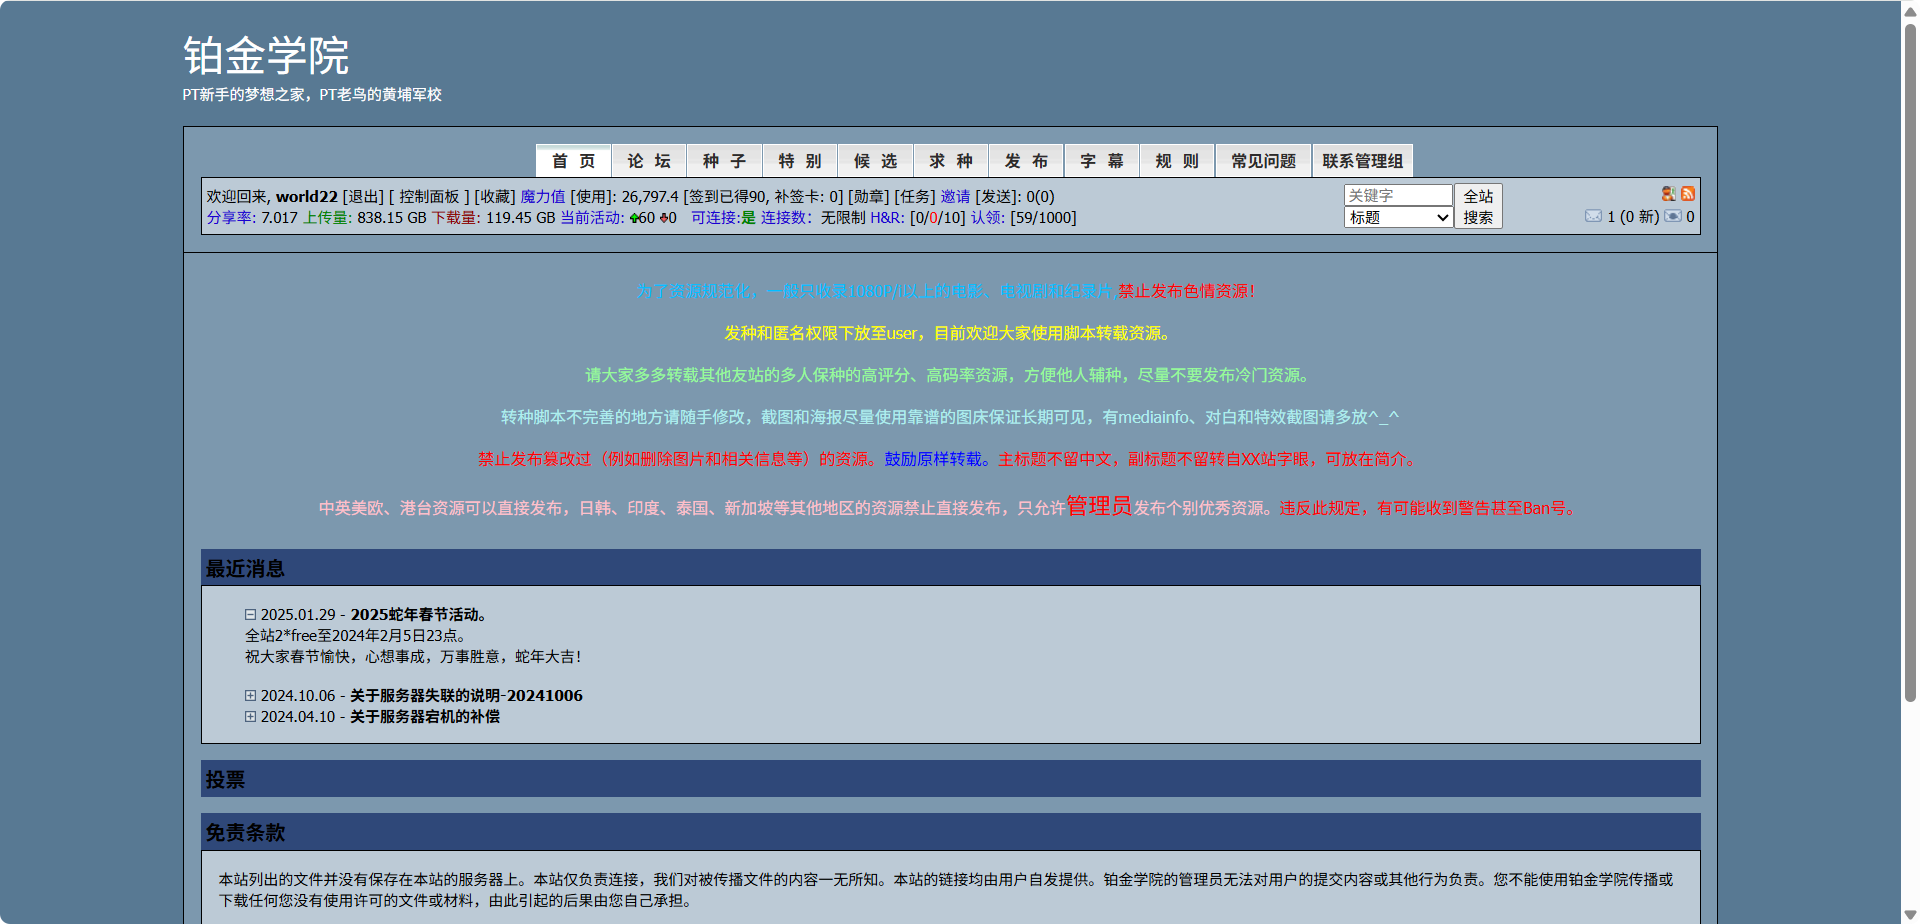 铂金学院
PT新手的梦想之家，PT老鸟的黄埔军校
首 页 论 坛 种 子 特 别 候 选 求 种 发 布 字 幕 规 则 常见问题 联系管理组
欢迎回来, world22 [退出] [ 控制面板 ] [收藏] 魔力值 [使用]: 26,797.4 [签到已得90, 补签卡: 0] [勋章] [任务] 邀请 [发送]: 0(0)
分享率: 7.017 上传量: 838.15 GB 下载量: 119.45 GB 当前活动: 60 0 可连接:是 连接数: 无限制 H&R: [0/0/10] 认领: [59/1000]
关键字
标题
全站
搜索
1 (0 新) 0
为了资源规范化，一般只收录1080P/I以上的电影、电视剧和纪录片,禁止发布色情资源！
发种和匿名权限下放至user，目前欢迎大家使用脚本转载资源。
请大家多多转载其他友站的多人保种的高评分、高码率资源，方便他人辅种，尽量不要发布冷门资源。
转种脚本不完善的地方请随手修改，截图和海报尽量使用靠谱的图床保证长期可见，有mediainfo、对白和特效截图请多放^_^
禁止发布篡改过（例如删除图片和相关信息等）的资源。鼓励原样转载。主标题不留中文，副标题不留转自XX站字眼，可放在简介。
中英美欧、港台资源可以直接发布，日韩、印度、泰国、新加坡等其他地区的资源禁止直接发布，只允许管理员发布个别优秀资源。违反此规定，有可能收到警告甚至Ban号。
最近消息
2025.01.29 - 2025蛇年春节活动。
全站2*free至2024年2月5日23点。
祝大家春节愉快，心想事成，万事胜意，蛇年大吉！
2024.10.06 - 关于服务器失联的说明-20241006
2024.04.10 - 关于服务器宕机的补偿
投票
免责条款
本站列出的文件并没有保存在本站的服务器上。本站仅负责连接，我们对被传播文件的内容一无所知。本站的链接均由用户自发提供。铂金学院的管理员无法对用户的提交内容或其他行为负责。您不能使用铂金学院传播或
下载任何您没有使用许可的文件或材料，由此引起的后果由您自己承担。